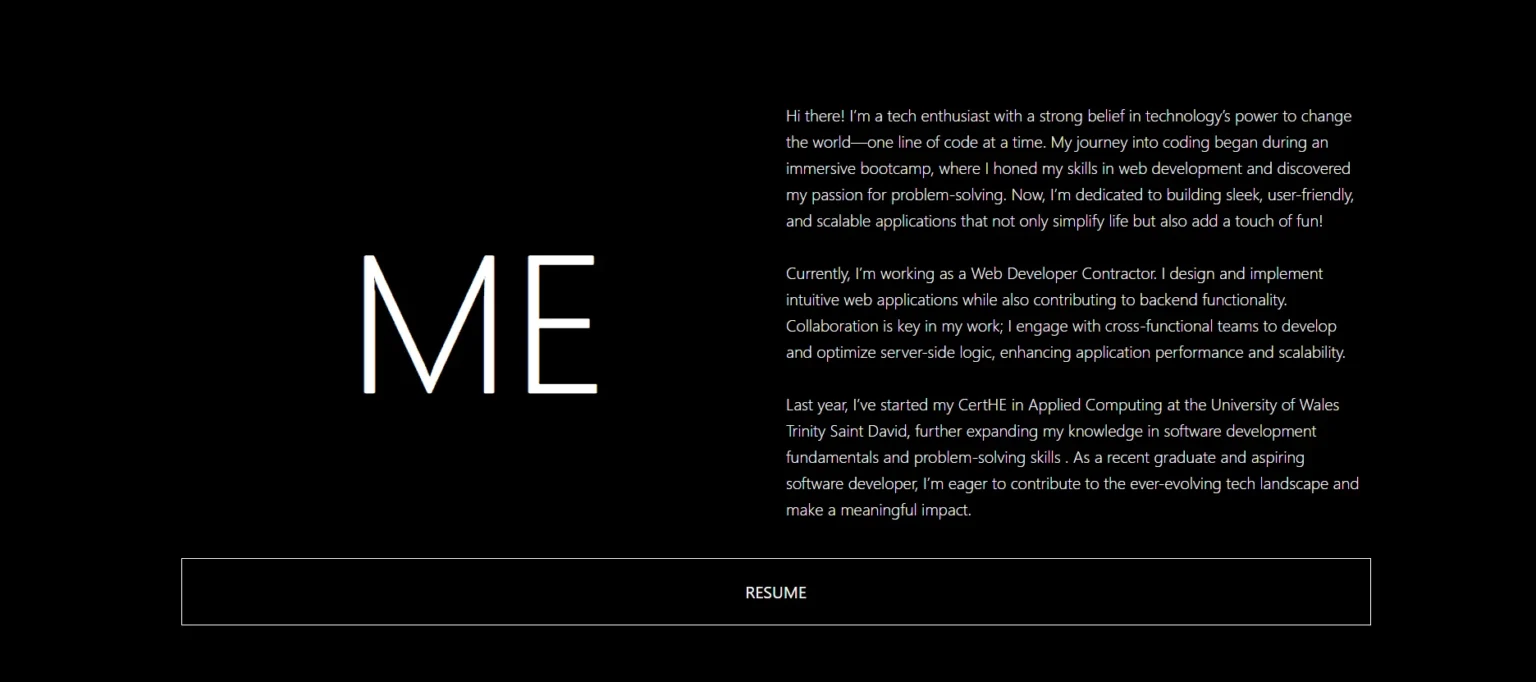 ME
Hi there! I’m a tech enthusiast with a strong belief in technology’s power to change
the world—one line of code at a time. My journey into coding began during an
immersive bootcamp, where I honed my skills in web development and discovered
my passion for problem-solving. Now, I’m dedicated to building sleek, user-friendly,
and scalable applications that not only simplify life but also add a touch of fun!
Currently, I’m working as a Web Developer Contractor. I design and implement
intuitive web applications while also contributing to backend functionality.
Collaboration is key in my work; I engage with cross-functional teams to develop
and optimize server-side logic, enhancing application performance and scalability.
Last year, I’ve started my CertHE in Applied Computing at the University of Wales
Trinity Saint David, further expanding my knowledge in software development
fundamentals and problem-solving skills . As a recent graduate and aspiring
software developer, I’m eager to contribute to the ever-evolving tech landscape and
make a meaningful impact.
RESUME